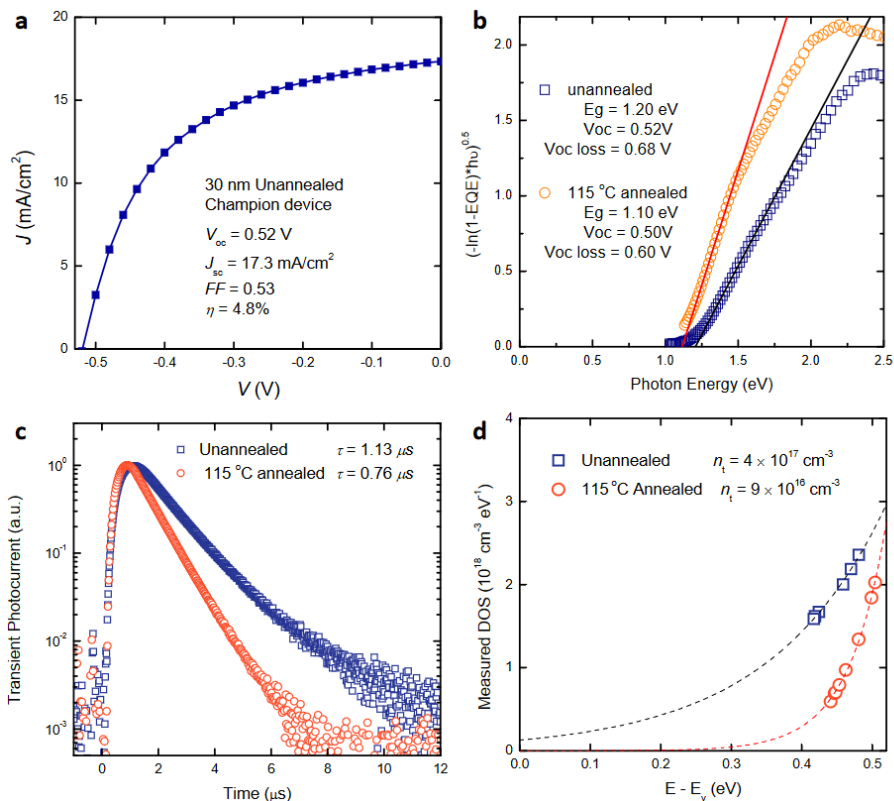 a
J (mA/cm²)
20
15
10
5
0
30 nm Unannealed
Champion device
Voc = 0.52 V
Jsc = 17.3 mA/cm²
FF = 0.53
η = 4.8%
-0.5 -0.4 -0.3 -0.2 -0.1 0.0
V (V)
b
(-ln(1-EQE)*hυ)^0.5
2.0
1.5
1.0
0.5
0.0
unannealed
Eg = 1.20 eV
Voc = 0.52V
Voc loss = 0.68 V
115 °C annealed
Eg = 1.10 eV
Voc = 0.50V
Voc loss = 0.60 V
0.0 0.5 1.0 1.5 2.0 2.5
Photon Energy (eV)
c
Transient Photocurrent (a.u.)
10⁰
10⁻¹
10⁻²
10⁻³
Unannealed τ = 1.13 μs
115 °C annealed τ = 0.76 μs
0 2 4 6 8 10 12
Time (μs)
d
Measured DOS (10¹⁸ cm⁻³ eV⁻¹)
4
3
2
1
0
Unannealed nt = 4 × 10¹⁷ cm⁻³
115 °C Annealed nt = 9 × 10¹⁶ cm⁻³
0.0 0.1 0.2 0.3 0.4 0.5
E - Ev (eV)